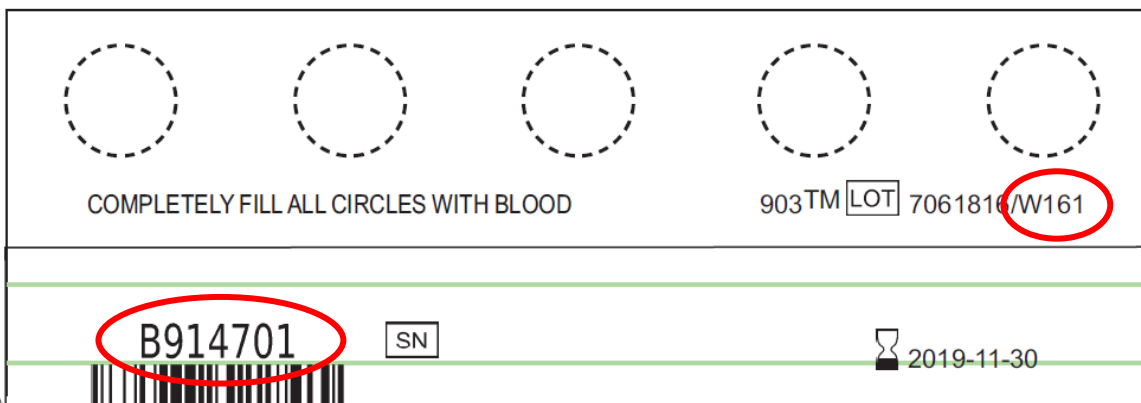 COMPLETELY FILL ALL CIRCLES WITH BLOOD 903TM LOT 7061816/W161
B914701 SN 2019-11-30